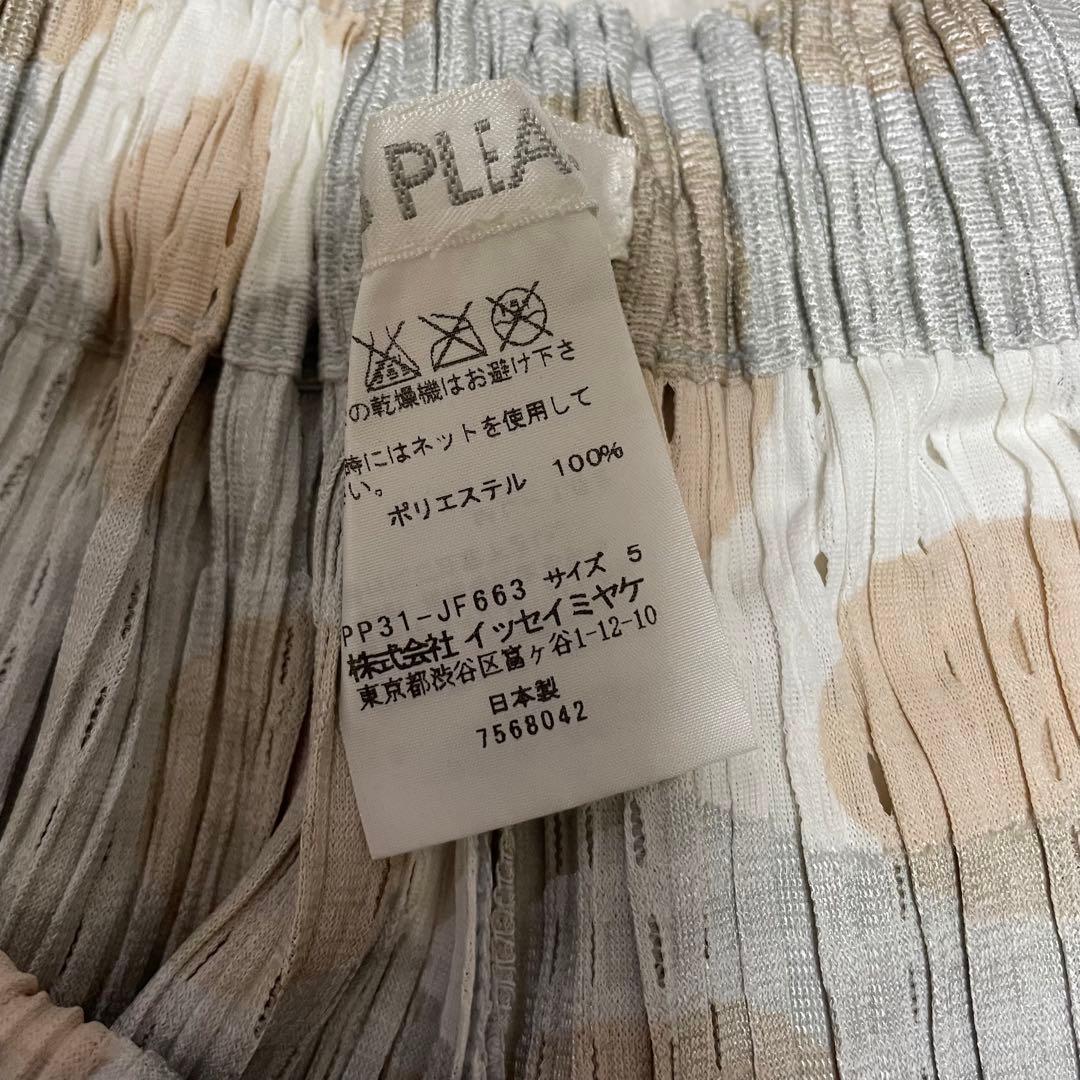 PLEA
の乾燥機はお避け下さ
時にはネットを使用して
い。
ポリエステル 100%
PP31-JF663 サイズ 5
株式会社 イッセイミヤケ
東京都渋谷区富ヶ谷1-12-10
日本製
7568042